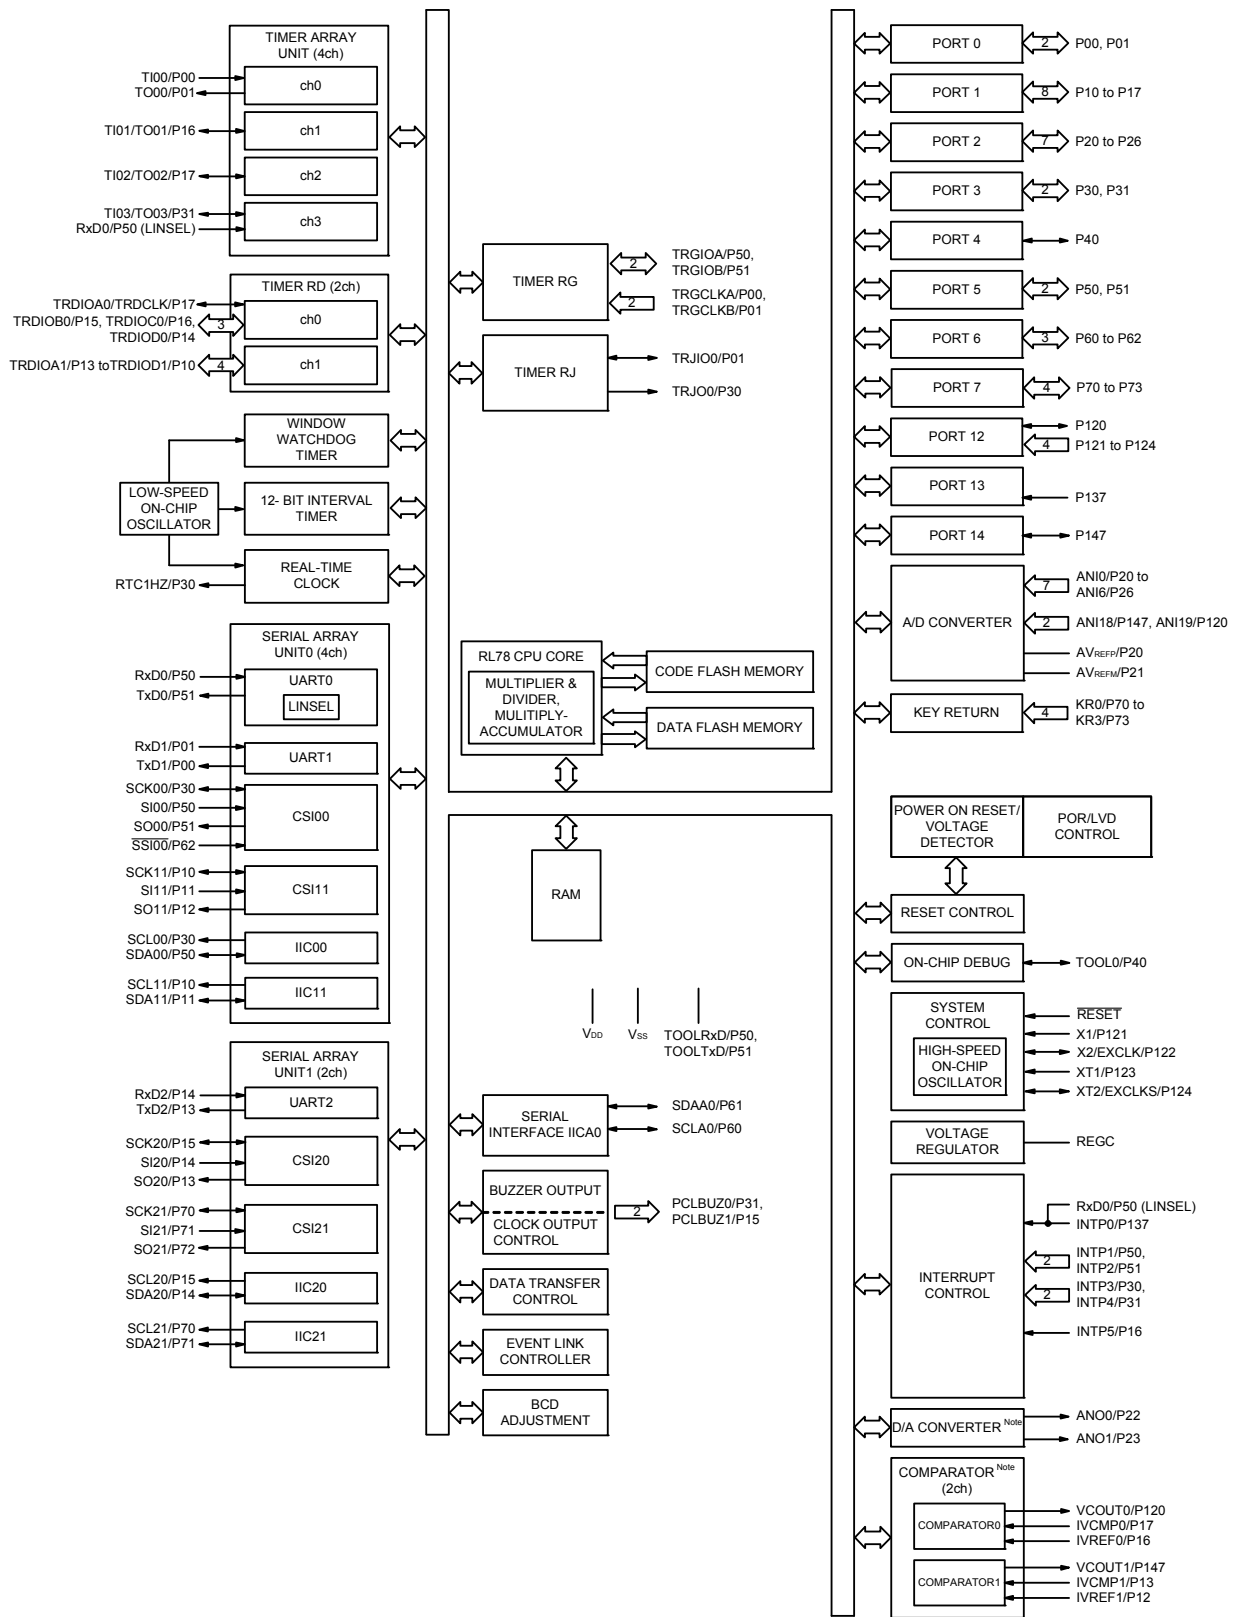 TIMER ARRAY
UNIT (4ch)
TI00/P00
TO00/P01
ch0
TI01/TO01/P16
ch1
TI02/TO02/P17
ch2
TI03/TO03/P31
RxD0/P50 (LINSEL)
ch3
TIMER RD (2ch)
TRDIOA0/TRDCLK/P17
TRDIOB0/P15, TRDIOC0/P16,
TRDIOD0/P14
3
ch0
TRDIOA1/P13 toTRDIOD1/P10
4
ch1
WINDOW
WATCHDOG
TIMER
LOW-SPEED
ON-CHIP
OSCILLATOR
12- BIT INTERVAL
TIMER
RTC1HZ/P30
REAL-TIME
CLOCK
SERIAL ARRAY
UNIT0 (4ch)
RxD0/P50
TxD0/P51
UART0
LINSEL
RxD1/P01
TxD1/P00
UART1
SCK00/P30
SI00/P50
SO00/P51
SSI00/P62
CSI00
SCK11/P10
SI11/P11
SO11/P12
CSI11
SCL00/P30
SDA00/P50
IIC00
SCL11/P10
SDA11/P11
IIC11
SERIAL ARRAY
UNIT1 (2ch)
RxD2/P14
TxD2/P13
UART2
SCK20/P15
SI20/P14
SO20/P13
CSI20
SCK21/P70
SI21/P71
SO21/P72
CSI21
SCL20/P15
SDA20/P14
IIC20
SCL21/P70
SDA21/P71
IIC21
TIMER RG
2
TRGIOA/P50,
TRGIOB/P51
2
TRGCLKA/P00,
TRGCLKB/P01
TIMER RJ
TRJIO0/P01
TRJO0/P30
RL78 CPU CORE
MULTIPLIER &
DIVIDER,
MULITIPLY-
ACCUMULATOR
CODE FLASH MEMORY
DATA FLASH MEMORY
RAM
VDD
VSS
TOOLRxD/P50,
TOOLTxD/P51
SERIAL
INTERFACE IICA0
SDAA0/P61
SCLA0/P60
BUZZER OUTPUT
CLOCK OUTPUT
CONTROL
2
PCLBUZ0/P31,
PCLBUZ1/P15
DATA TRANSFER
CONTROL
EVENT LINK
CONTROLLER
BCD
ADJUSTMENT
PORT 0
2
P00, P01
PORT 1
8
P10 to P17
PORT 2
7
P20 to P26
PORT 3
2
P30, P31
PORT 4
P40
PORT 5
2
P50, P51
PORT 6
3
P60 to P62
PORT 7
4
P70 to P73
PORT 12
P120
4
P121 to P124
PORT 13
P137
PORT 14
P147
A/D CONVERTER
7
ANI0/P20 to
ANI6/P26
2
ANI18/P147, ANI19/P120
AVREFP/P20
AVREFM/P21
KEY RETURN
4
KR0/P70 to
KR3/P73
POWER ON RESET/
VOLTAGE
DETECTOR
POR/LVD
CONTROL
RESET CONTROL
ON-CHIP DEBUG
TOOL0/P40
SYSTEM
CONTROL
HIGH-SPEED
ON-CHIP
OSCILLATOR
RESET
X1/P121
X2/EXCLK/P122
XT1/P123
XT2/EXCLKS/P124
VOLTAGE
REGULATOR
REGC
INTERRUPT
CONTROL
RxD0/P50 (LINSEL)
INTP0/P137
2
INTP1/P50,
INTP2/P51
2
INTP3/P30,
INTP4/P31
INTP5/P16
D/A CONVERTER Note
ANO0/P22
ANO1/P23
COMPARATOR Note
(2ch)
COMPARATOR0
VCOUT0/P120
IVCMP0/P17
IVREF0/P16
COMPARATOR1
VCOUT1/P147
IVCMP1/P13
IVREF1/P12